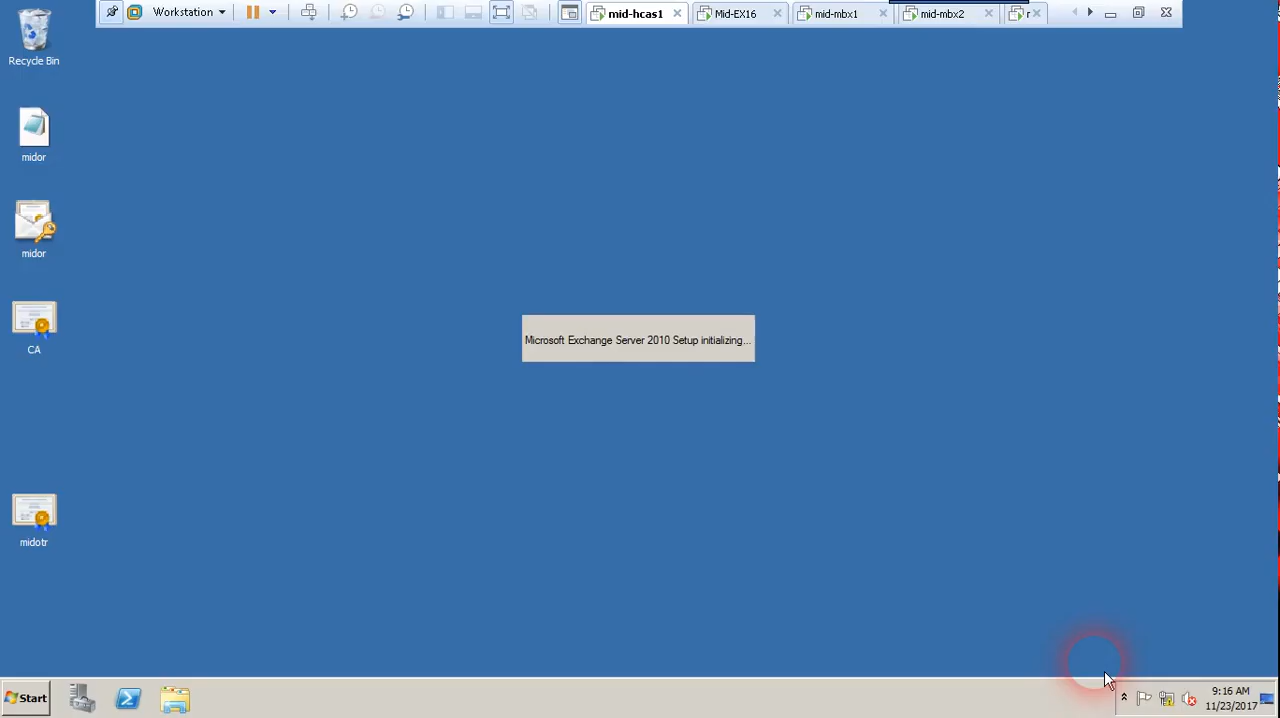 Workstation
mid-hcas1
Mid-EX16
mid-mbx1
mid-mbx2
r
Recycle Bin
midor
midor
CA
Microsoft Exchange Server 2010 Setup initializing...
midotr
Start
9:16 AM
11/23/2017